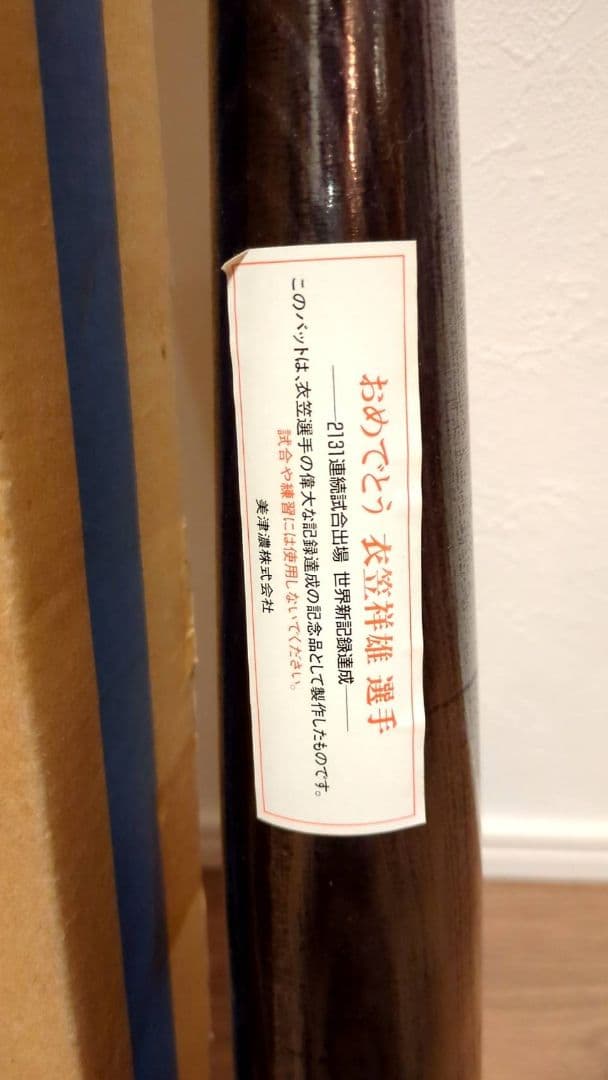 おめでとう 衣笠祥雄 選手
――2131連続試合出場 世界新記録達成――
このバットは、衣笠選手の偉大な記録達成の記念品として製作したものです。
試合や練習には使用しないでください。
美津濃株式会社